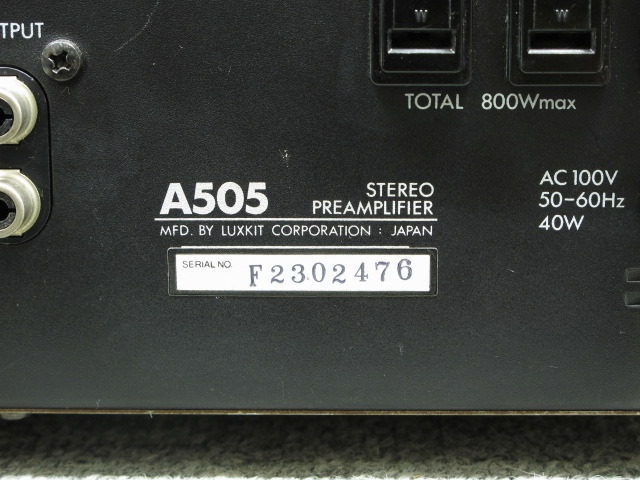 TPUT
W W
TOTAL 800Wmax
A505 STEREO
PREAMPLIFIER
MFD. BY LUXKIT CORPORATION : JAPAN
SERIAL NO. F2302476
AC 100V
50-60Hz
40W